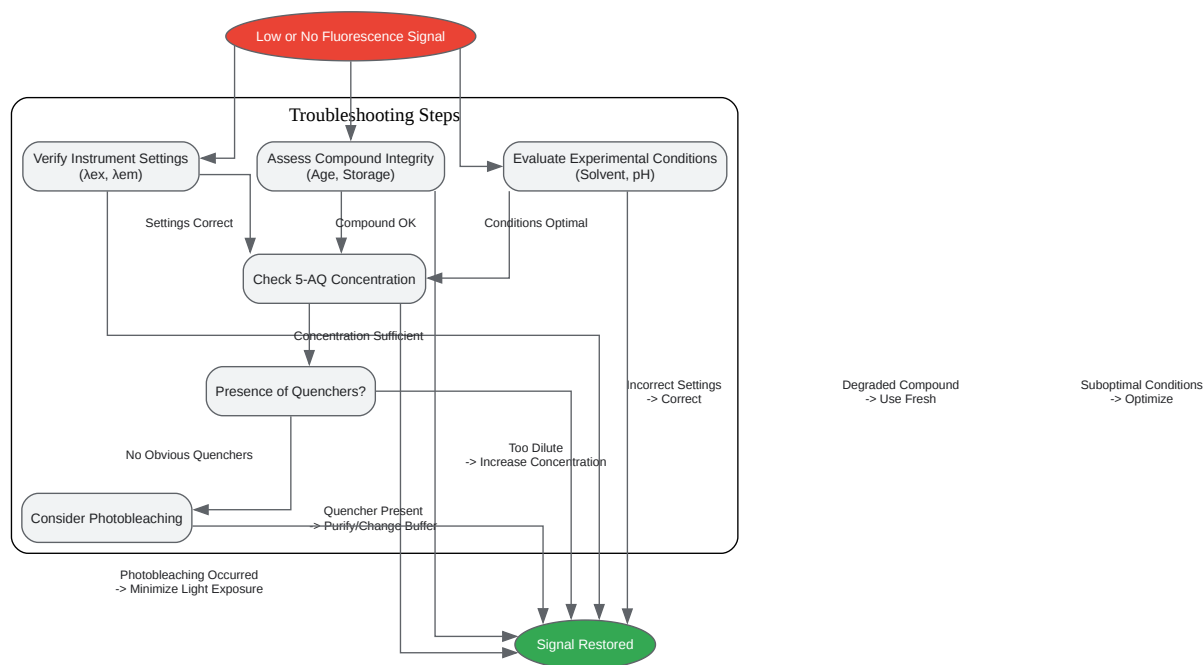 Low or No Fluorescence Signal
Troubleshooting Steps
Verify Instrument Settings
(λex, λem)
Assess Compound Integrity
(Age, Storage)
Evaluate Experimental Conditions
(Solvent, pH)
Settings Correct
Compound OK
Conditions Optimal
Check 5-AQ Concentration
Concentration Sufficient
Presence of Quenchers?
Incorrect Settings
-> Correct
Degraded Compound
-> Use Fresh
Suboptimal Conditions
-> Optimize
No Obvious Quenchers
Too Dilute
-> Increase Concentration
Consider Photobleaching
Quencher Present
-> Purify/Change Buffer
Photobleaching Occurred
-> Minimize Light Exposure
Signal Restored